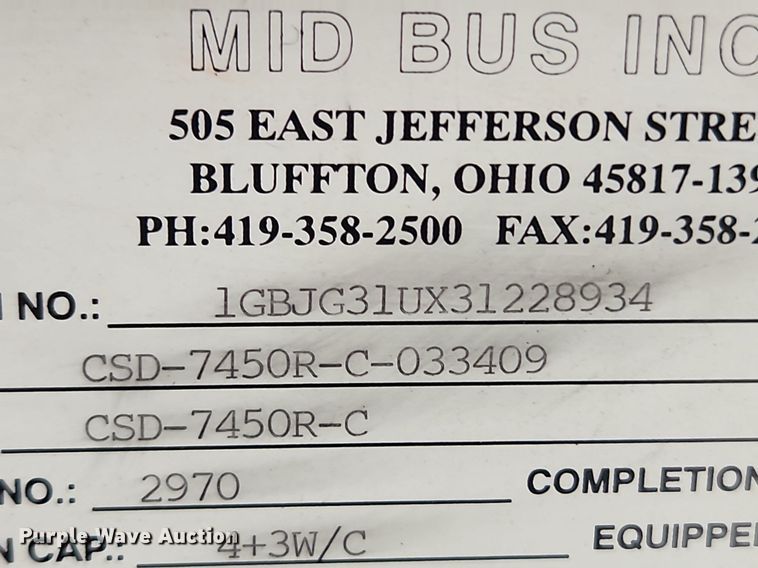 MID BUS INC
505 EAST JEFFERSON STRE
BLUFFTON, OHIO 45817-139
PH:419-358-2500 FAX:419-358-2
NO.: 1GBJG31UX31228934
CSD-7450R-C-033409
CSD-7450R-C
NO.: 2970 COMPLETION
N CAP.: 4+3W/C EQUIPPE
Purple Wave Auction